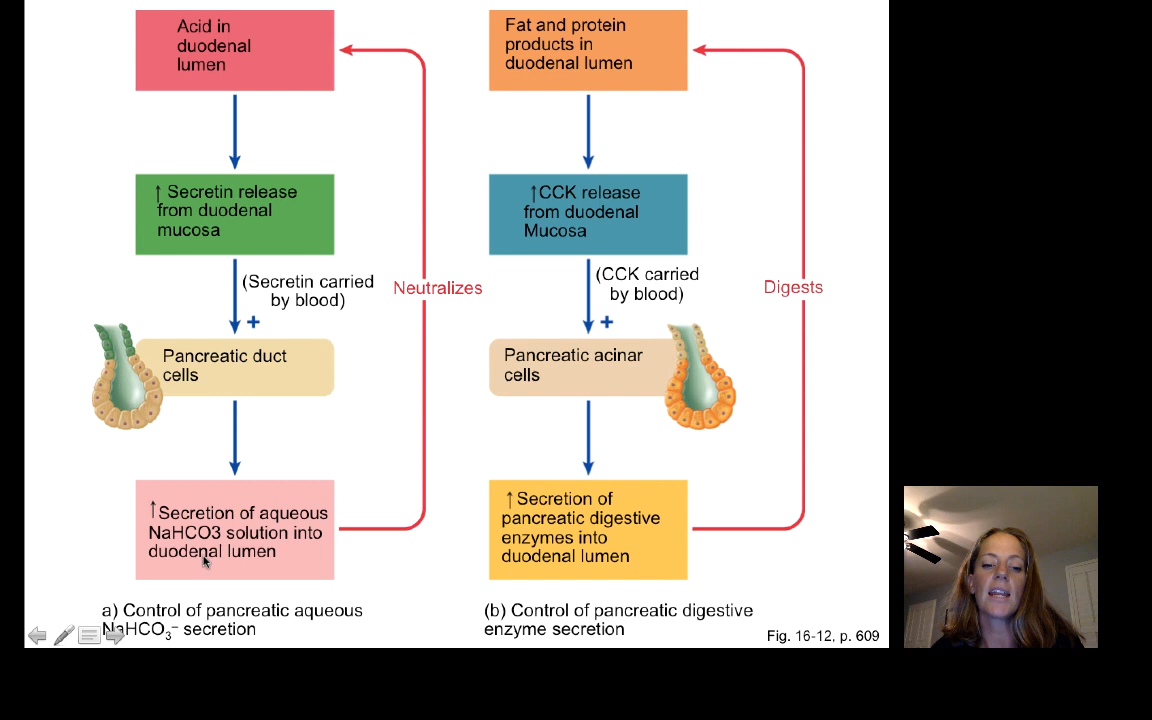 Acid in
duodenal
lumen
↑ Secretin release
from duodenal
mucosa
(Secretin carried
by blood)
+
Neutralizes
Pancreatic duct
cells
↑Secretion of aqueous
NaHCO3 solution into
duodenal lumen
a) Control of pancreatic aqueous
NaHCO₃⁻ secretion
Fat and protein
products in
duodenal lumen
↑CCK release
from duodenal
Mucosa
(CCK carried
by blood)
+
Digests
Pancreatic acinar
cells
↑Secretion of
pancreatic digestive
enzymes into
duodenal lumen
(b) Control of pancreatic digestive
enzyme secretion
Fig. 16-12, p. 609